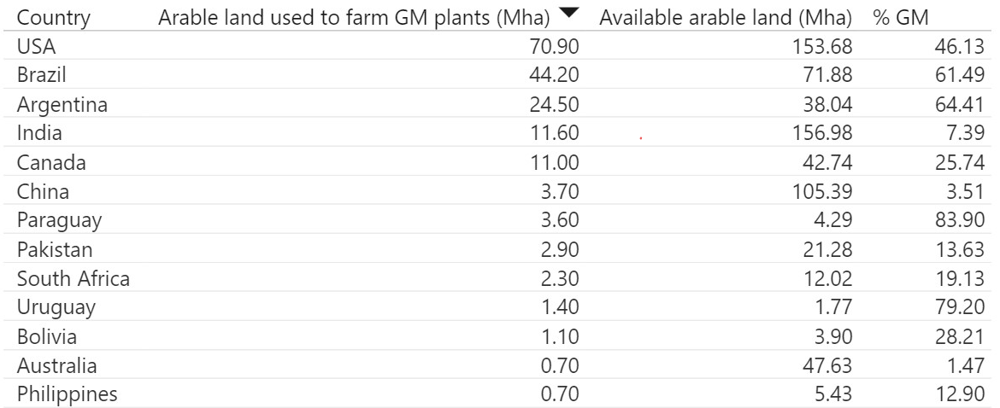 Country Arable land used to farm GM plants (Mha) Available arable land (Mha) % GM
USA 70.90 153.68 46.13
Brazil 44.20 71.88 61.49
Argentina 24.50 38.04 64.41
India 11.60 156.98 7.39
Canada 11.00 42.74 25.74
China 3.70 105.39 3.51
Paraguay 3.60 4.29 83.90
Pakistan 2.90 21.28 13.63
South Africa 2.30 12.02 19.13
Uruguay 1.40 1.77 79.20
Bolivia 1.10 3.90 28.21
Australia 0.70 47.63 1.47
Philippines 0.70 5.43 12.90